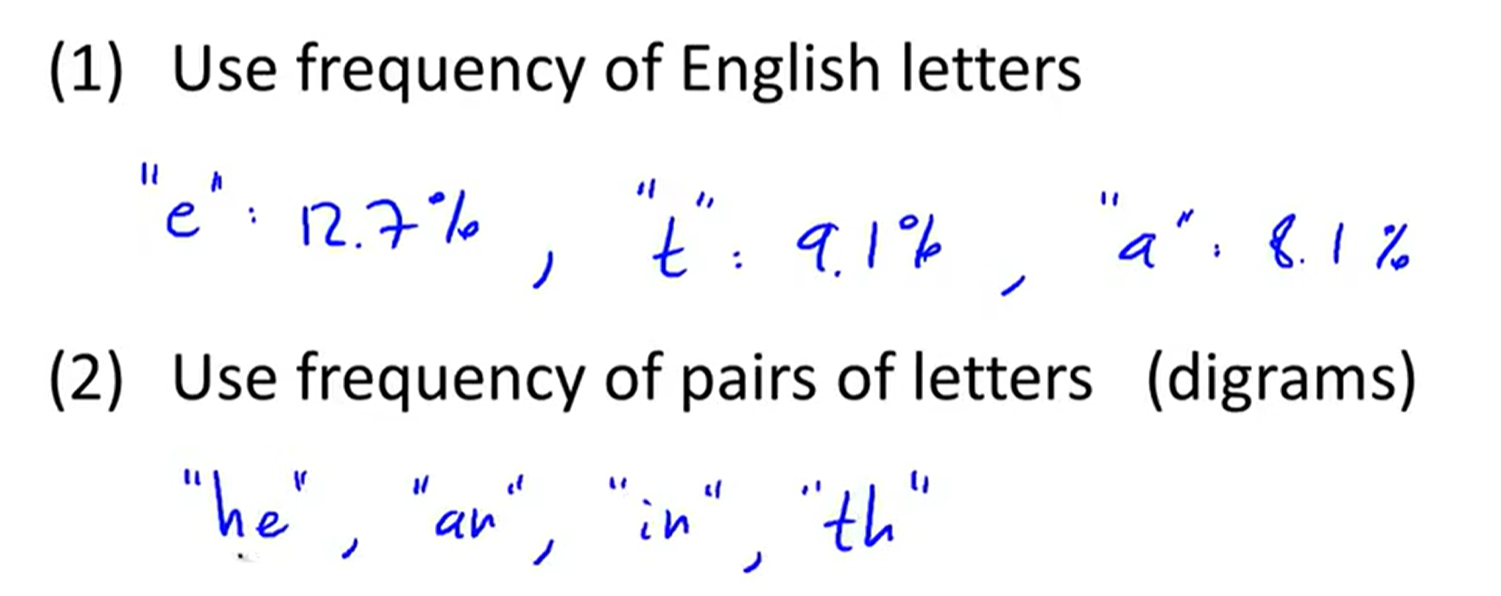 (1) Use frequency of English letters
"e": 12.7% , "t": 9.1% , "a": 8.1%
(2) Use frequency of pairs of letters (digrams)
"he", "an", "in", "th"